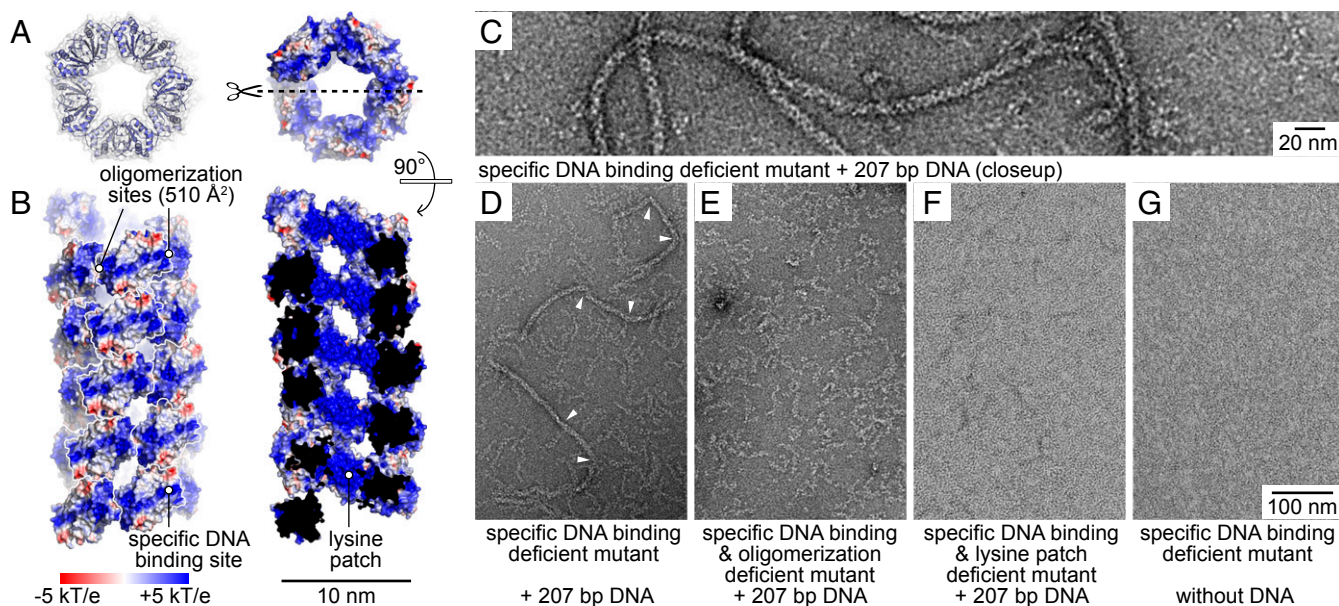 A
90°
oligomerization
sites (510 Å²)
B
specific DNA
binding site
lysine
patch
-5 kT/e
+5 kT/e
10 nm
C
20 nm
specific DNA binding deficient mutant + 207 bp DNA (closeup)
D
E
F
G
100 nm
specific DNA binding
deficient mutant
+ 207 bp DNA
specific DNA binding
& oligomerization
deficient mutant
+ 207 bp DNA
specific DNA binding
& lysine patch
deficient mutant
+ 207 bp DNA
specific DNA binding
deficient mutant
without DNA